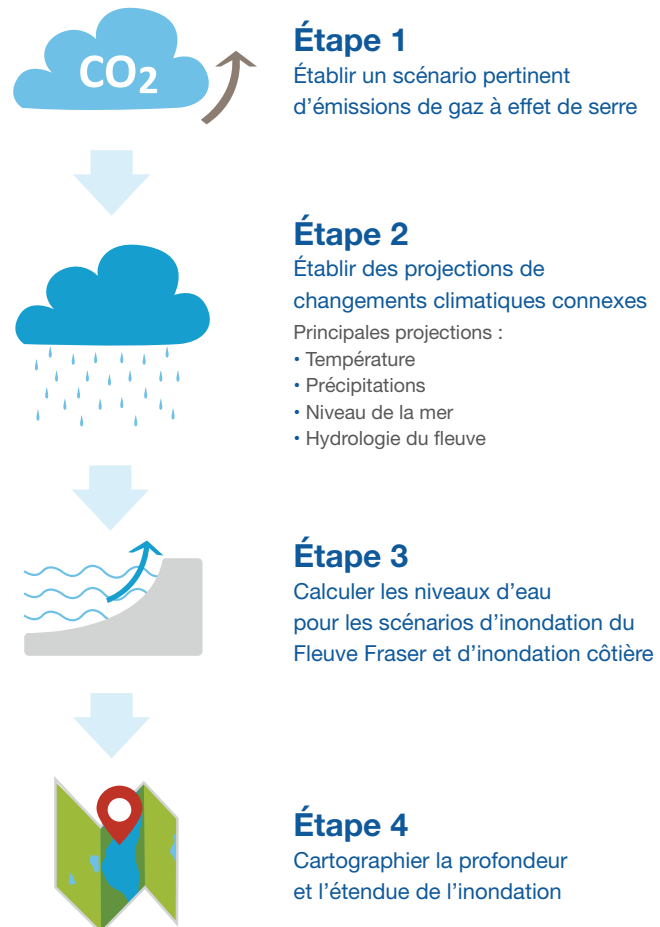 CO2
Étape 1
Établir un scénario pertinent
d'émissions de gaz à effet de serre
Étape 2
Établir des projections de
changements climatiques connexes
Principales projections :
• Température
• Précipitations
• Niveau de la mer
• Hydrologie du fleuve
Étape 3
Calculer les niveaux d'eau
pour les scénarios d'inondation du
Fleuve Fraser et d'inondation côtière
Étape 4
Cartographier la profondeur
et l'étendue de l'inondation